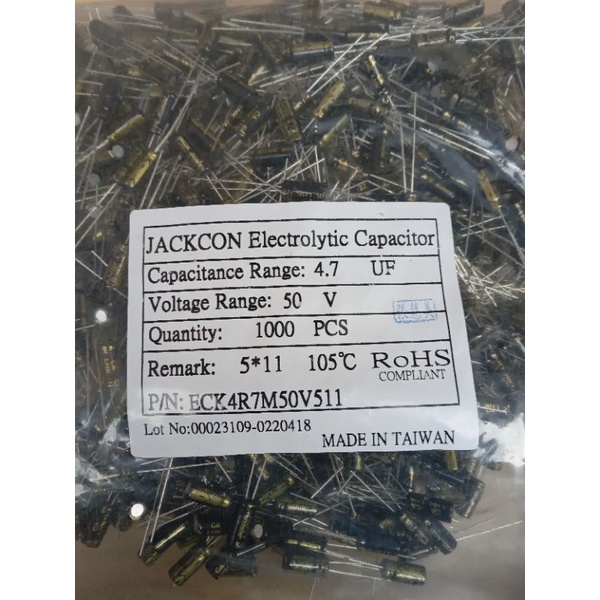 JACKCON Electrolytic Capacitor
Capacitance Range: 4.7 UF
Voltage Range: 50 V
Quantity: 1000 PCS
Remark: 5*11 105℃ RoHS
COMPLIANT
P/N: ECK4R7M50V511
Lot No:00023109-0220418
MADE IN TAIWAN